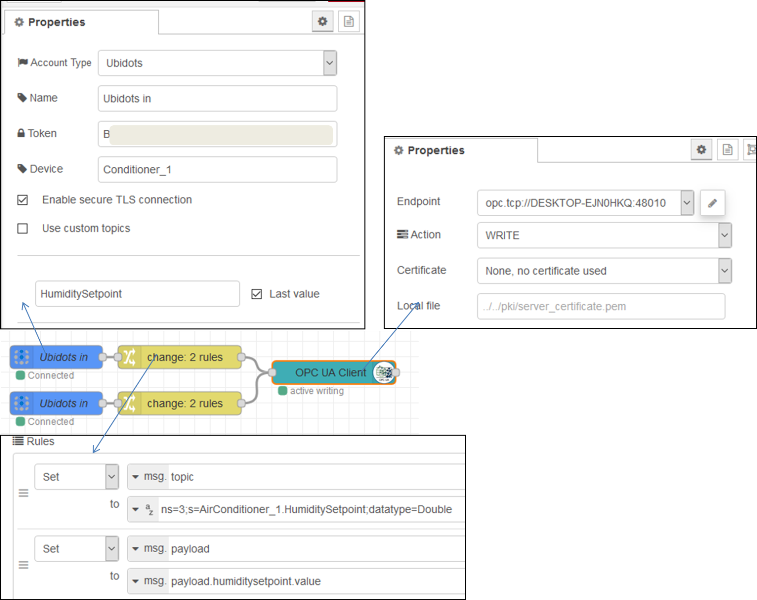 Properties
Account Type Ubidots
Name Ubidots in
Token B
Device Conditioner_1
Enable secure TLS connection
Use custom topics
HumiditySetpoint Last value
Properties
Endpoint opc.tcp://DESKTOP-EJN0HKQ:48010
Action WRITE
Certificate None, no certificate used
Local file ../../pki/server_certificate.pem
Ubidots in change: 2 rules OPC UA Client
Connected active writing
Ubidots in change: 2 rules
Connected
Rules
Set msg. topic
to az ns=3;s=AirConditioner_1.HumiditySetpoint;datatype=Double
Set msg. payload
to msg. payload.humiditysetpoint.value